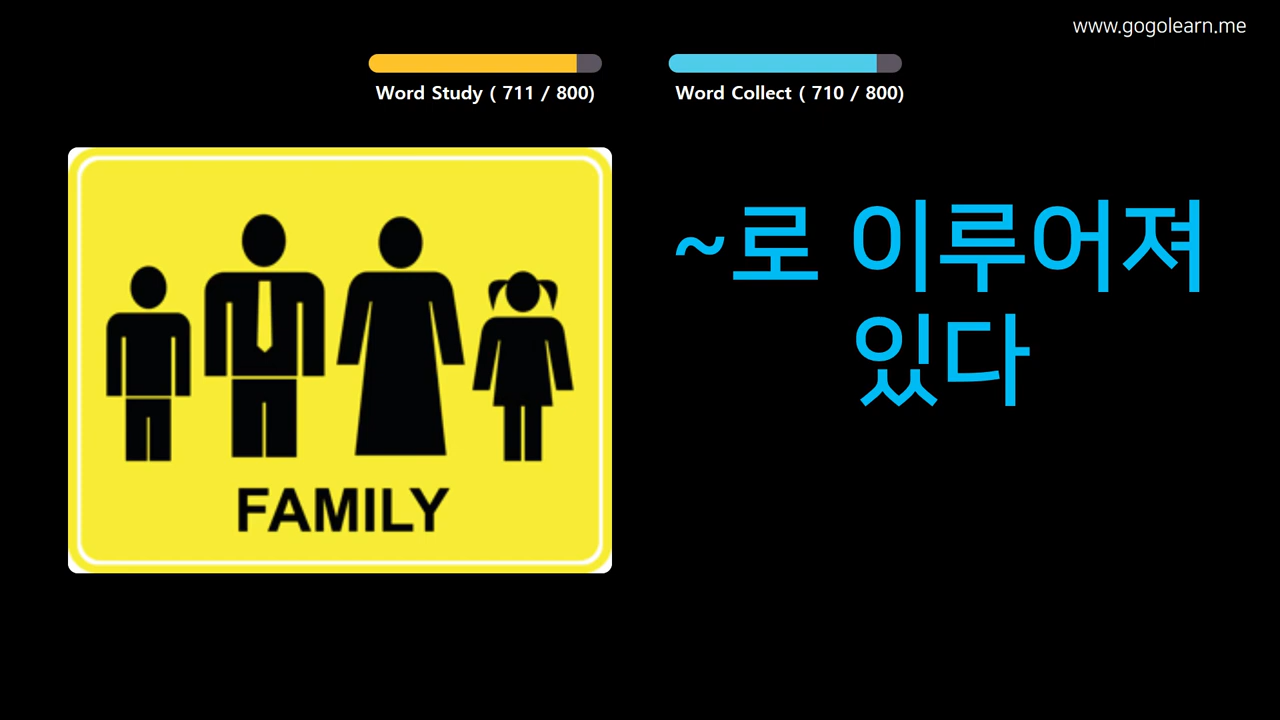 www.gogolearn.me
Word Study ( 711 / 800)
Word Collect ( 710 / 800)
~로 이루어져
있다
FAMILY